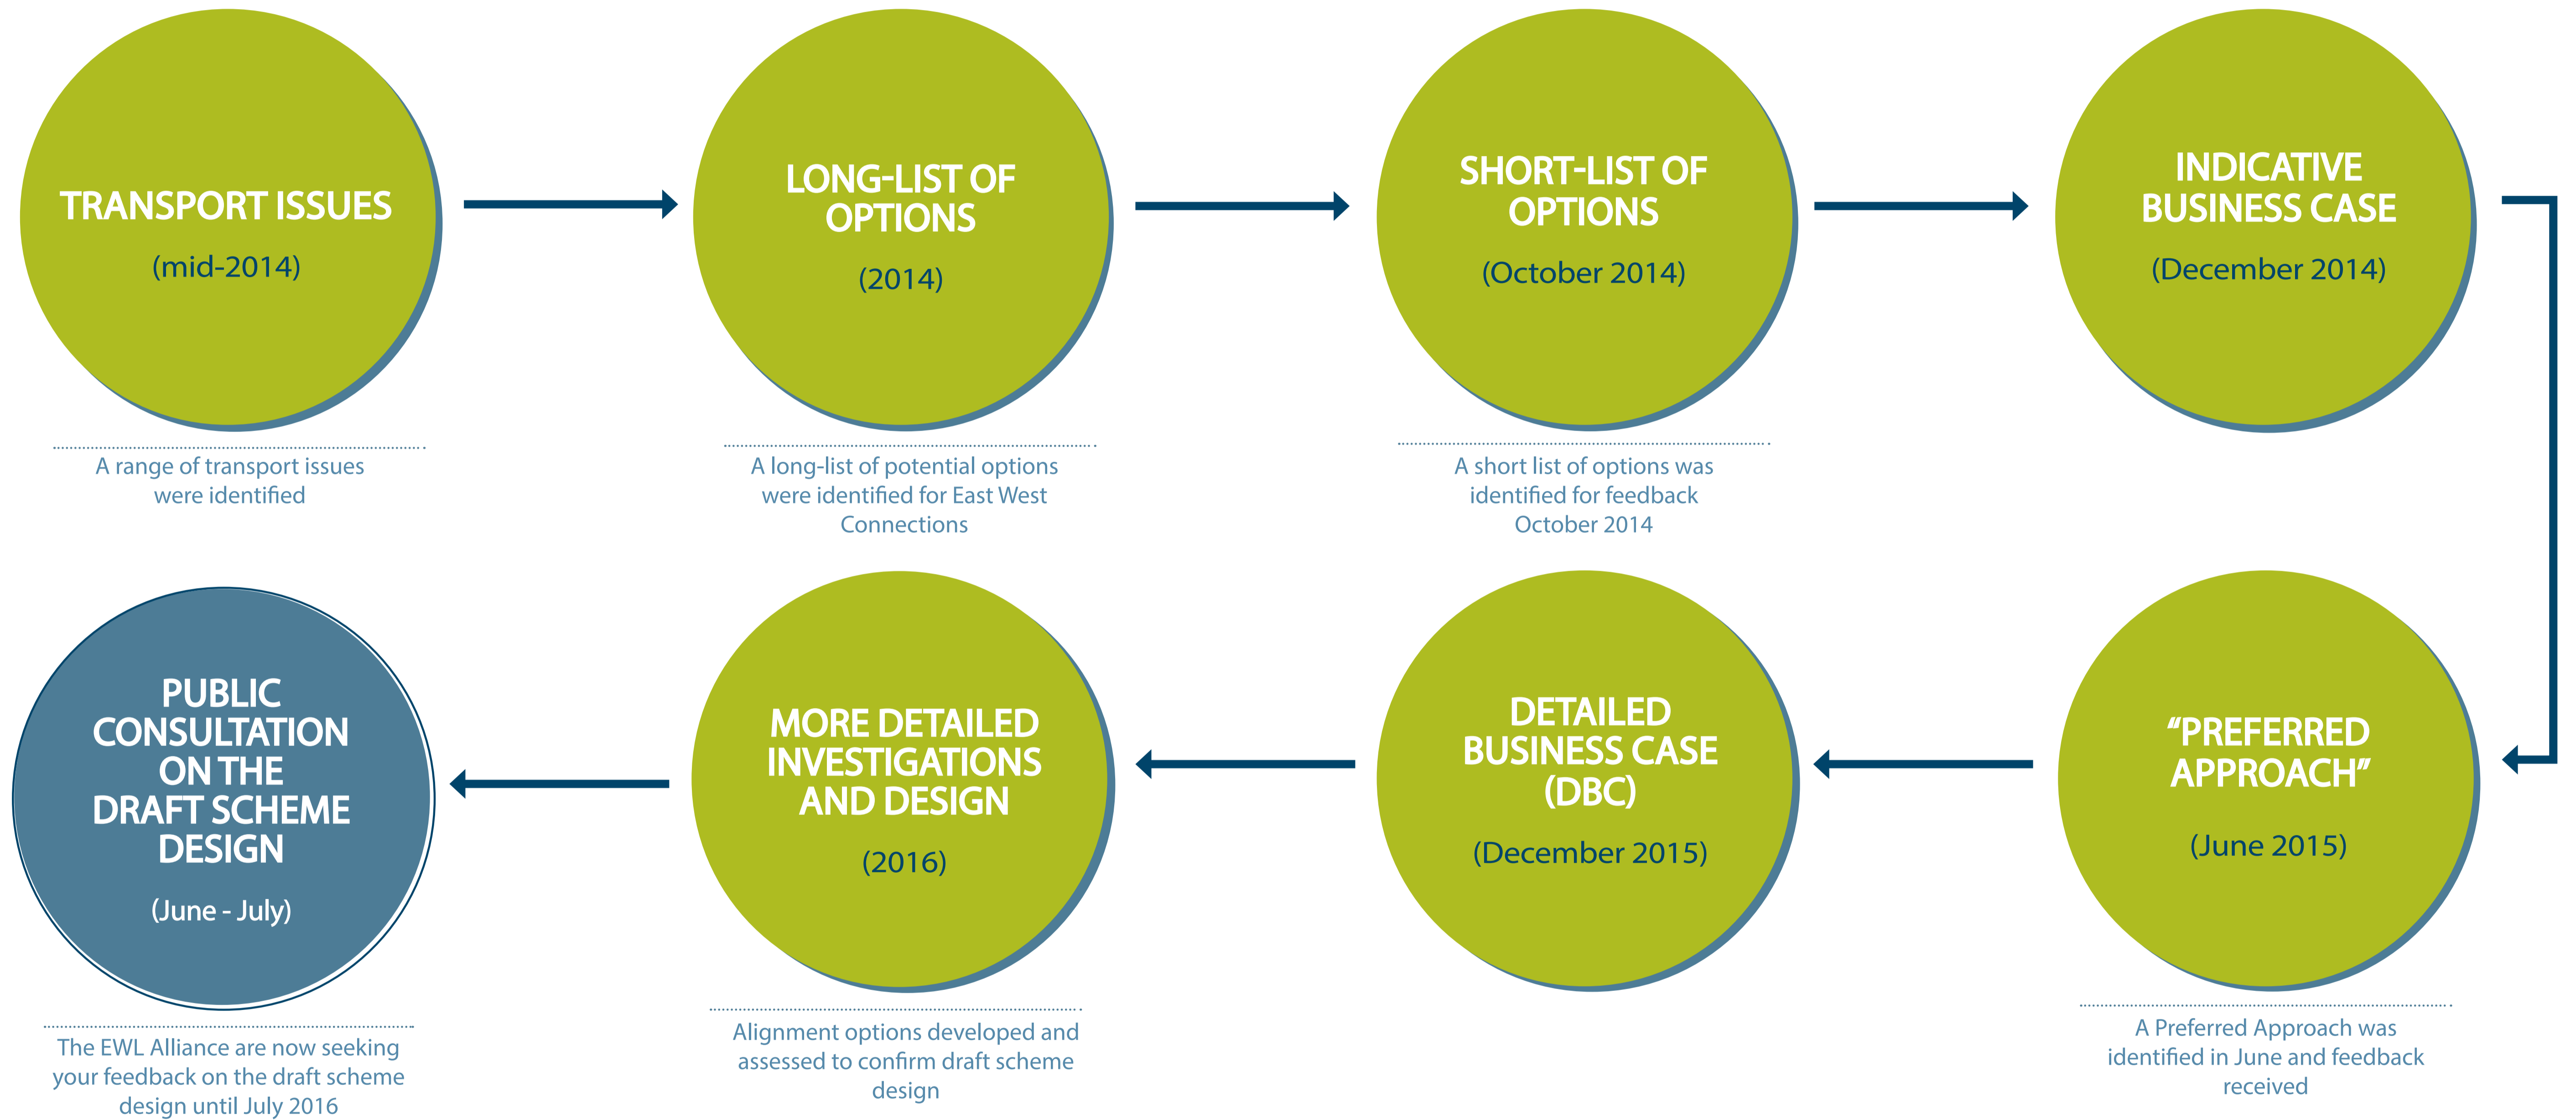 TRANSPORT ISSUES
(mid-2014)
A range of transport issues
were identified
LONG-LIST OF
OPTIONS
(2014)
A long-list of potential options
were identified for East West
Connections
SHORT-LIST OF
OPTIONS
(October 2014)
A short list of options was
identified for feedback
October 2014
INDICATIVE
BUSINESS CASE
(December 2014)
“PREFERRED
APPROACH”
(June 2015)
A Preferred Approach was
identified in June and feedback
received
DETAILED
BUSINESS CASE
(DBC)
(December 2015)
MORE DETAILED
INVESTIGATIONS
AND DESIGN
(2016)
Alignment options developed and
assessed to confirm draft scheme
design
PUBLIC
CONSULTATION
ON THE
DRAFT SCHEME
DESIGN
(June - July)
The EWL Alliance are now seeking
your feedback on the draft scheme
design until July 2016